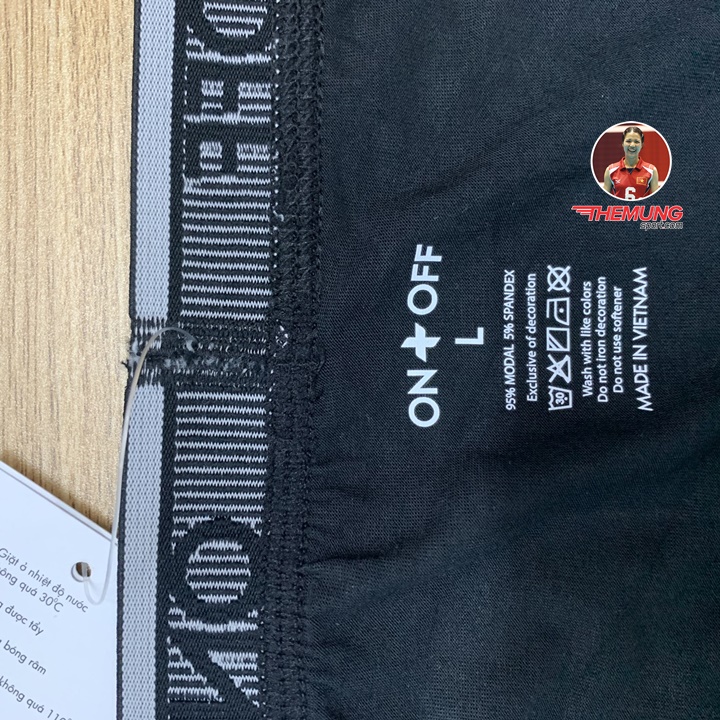 ON + OFF
L
95% MODAL 5% SPANDEX
Exclusive of decoration
30
Wash with like colors
Do not iron decoration
Do not use softener
MADE IN VIETNAM
6
THEMUNG
sport.com
Giặt ở nhiệt độ nước
quá 30°C
được tẩy
bóng râm
không quá